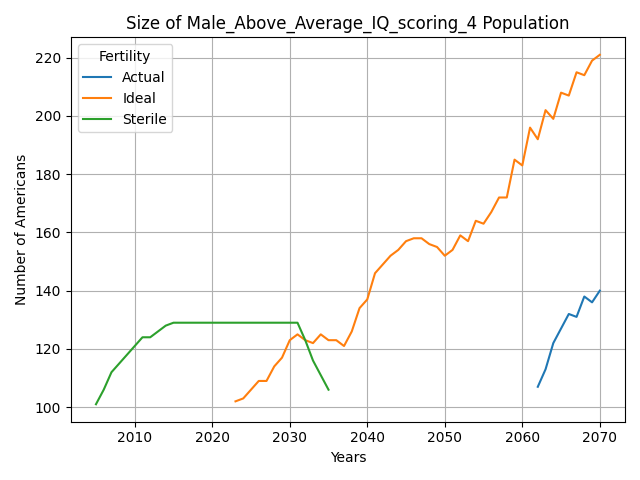 Size of Male_Above_Average_IQ_scoring_4 Population
Fertility
Actual
Ideal
Sterile
Number of Americans
220
200
180
160
140
120
100
2010 2020 2030 2040 2050 2060 2070
Years